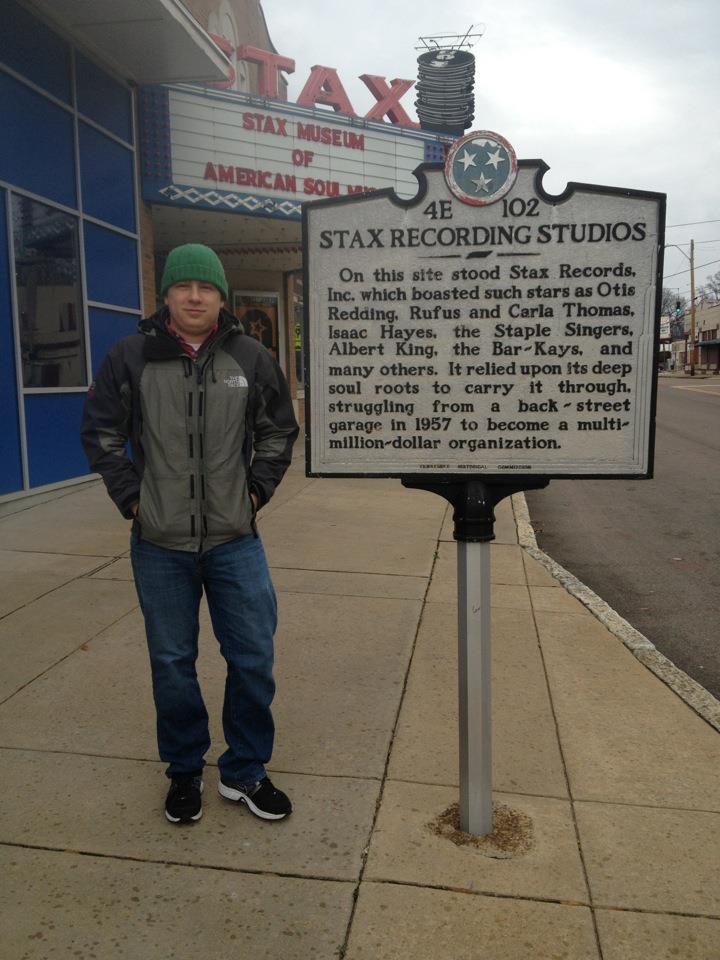 STAX
STAX MUSEUM
OF
AMERICAN SOUL
4E 102
STAX RECORDING STUDIOS
On this site stood Stax Records,
Inc. which boasted such stars as Otis
Redding, Rufus and Carla Thomas,
Isaac Hayes, the Staple Singers,
Albert King, the Bar-Kays, and
many others. It relied upon its deep
soul roots to carry it through,
struggling from a back-street
garage in 1957 to become a multi-
million-dollar organization.
TENNESSEE HISTORICAL COMMISSION
THE
NORTH
FACE